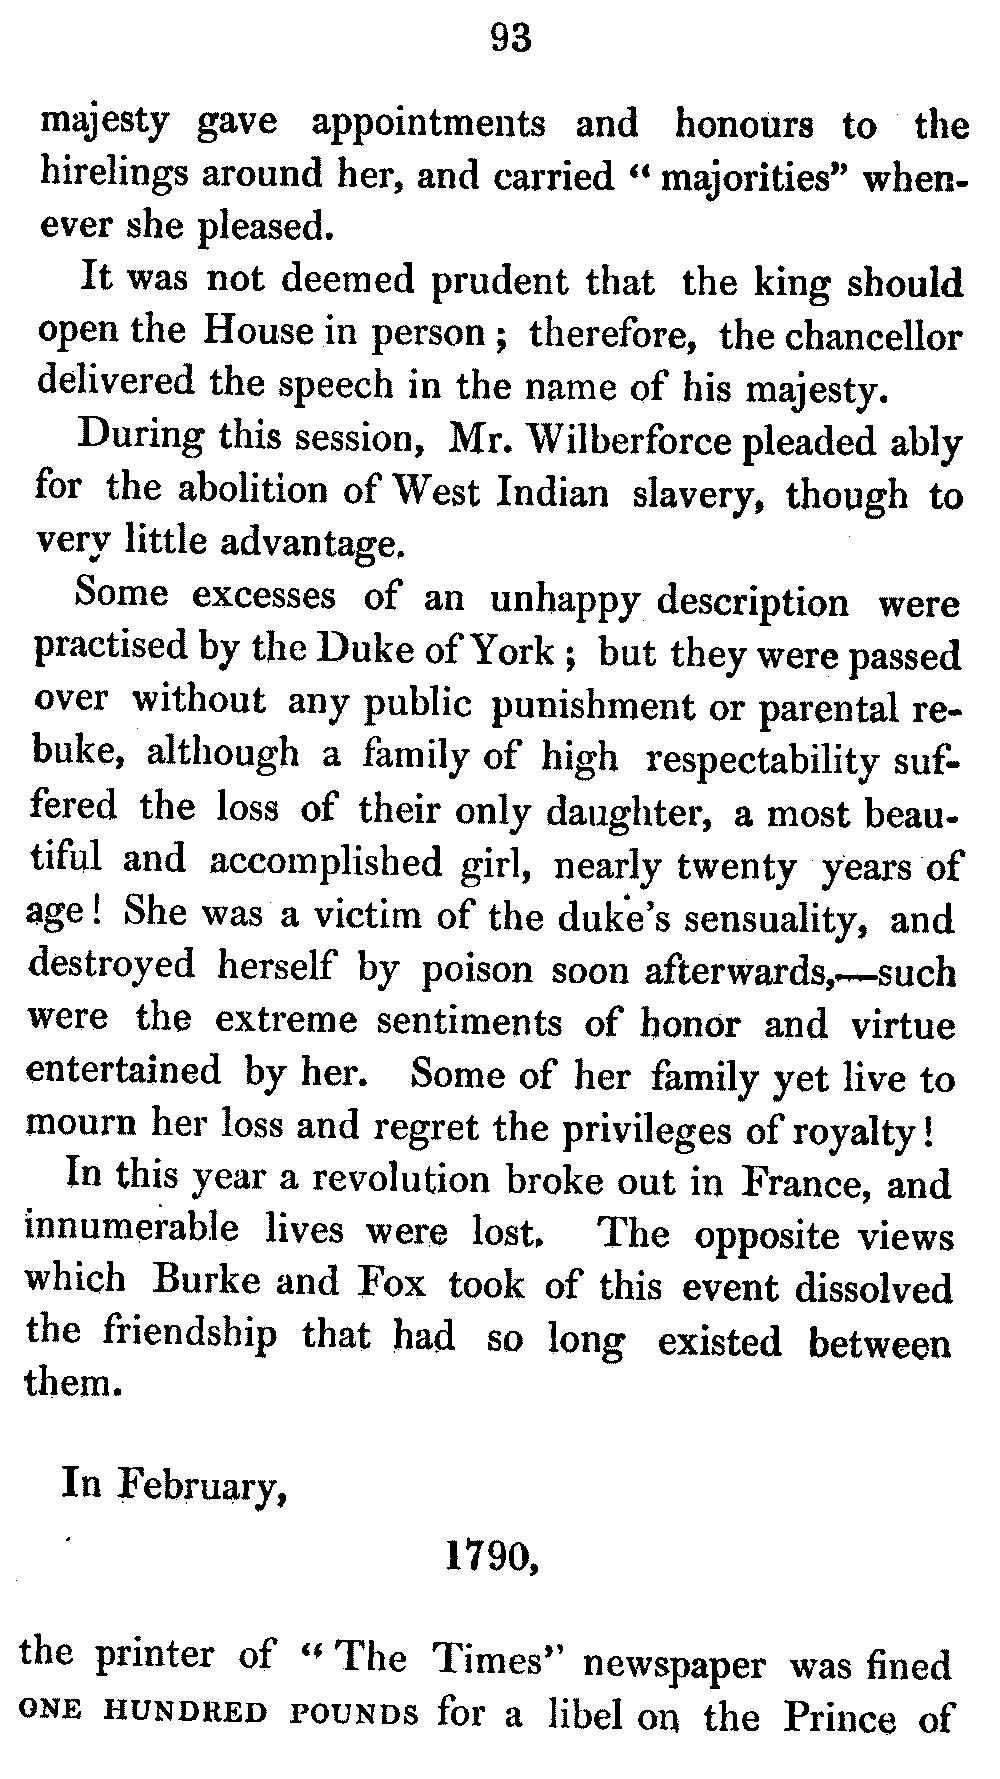 93
majesty gave appointments and honours to the
hirelings around her, and carried “ majorities” when-
ever she pleased.
It was not deemed prudent that the king should
open the House in person ; therefore, the chancellor
delivered the speech in the name of his majesty.
During this session, Mr. Wilberforce pleaded ably
for the abolition of West Indian slavery, though to
very little advantage.
Some excesses of an unhappy description were
practised by the Duke of York ; but they were passed
over without any public punishment or parental re-
buke, although a family of high respectability suf-
fered the loss of their only daughter, a most beau-
tiful and accomplished girl, nearly twenty years of
age ! She was a victim of the duke’s sensuality, and
destroyed herself by poison soon afterwards,—such
were the extreme sentiments of honor and virtue
entertained by her. Some of her family yet live to
mourn her loss and regret the privileges of royalty !
In this year a revolution broke out in France, and
innumerable lives were lost. The opposite views
which Burke and Fox took of this event dissolved
the friendship that had so long existed between
them.
In February,
1790,
the printer of “ The Times” newspaper was fined
ONE HUNDRED POUNDS for a libel on the Prince of